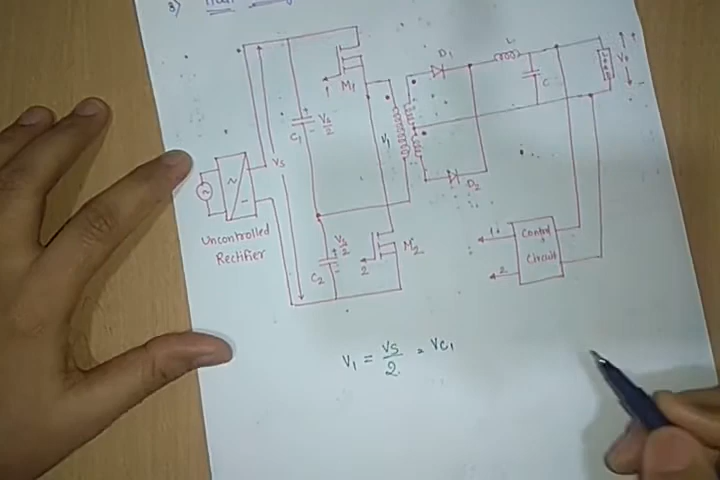 3)
M1
1
C1
Vs/2
Vs
V1
D1
L
C
V0
D2
Uncontrolled
Rectifier
C2
Vs/2
2
M2
1
2
Control
Circuit
V1 = Vs/2 = VC1